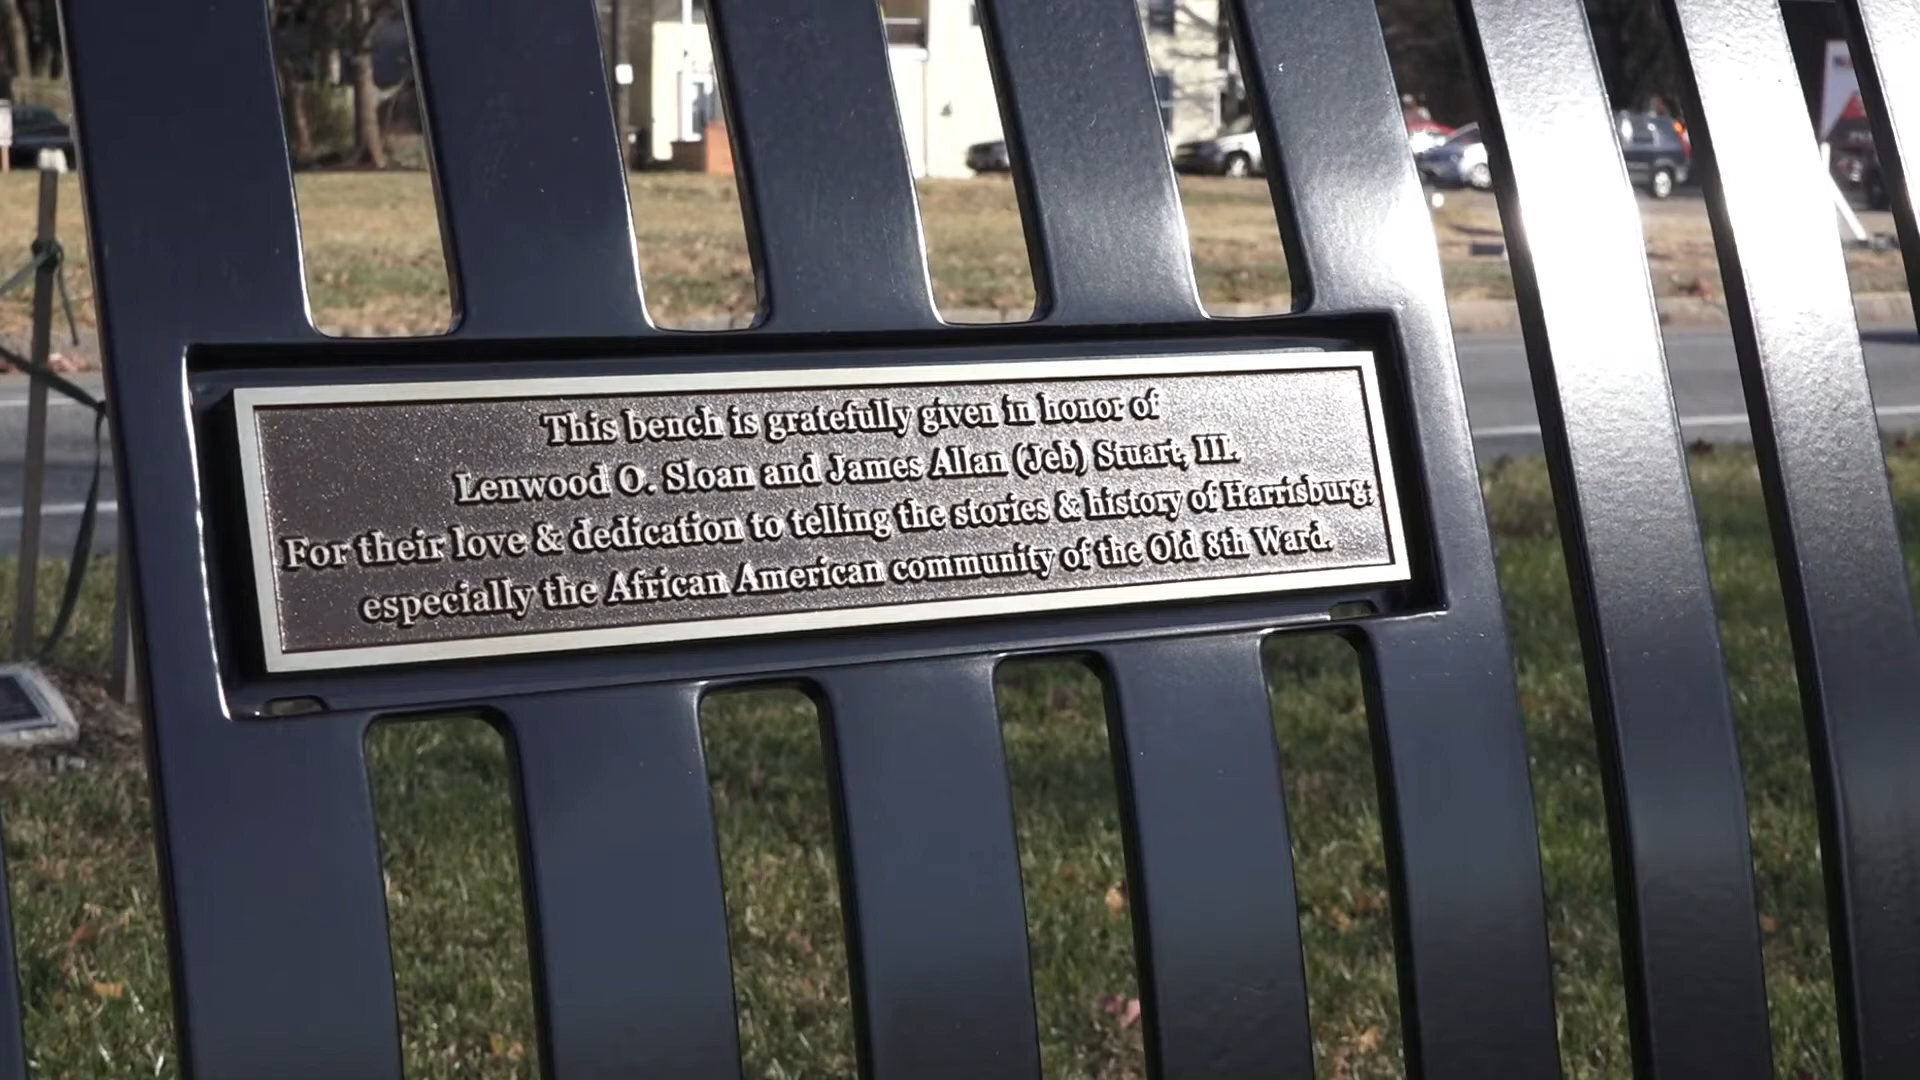 This bench is gratefully given in honor of
Lenwood O. Sloan and James Allan (Jeb) Stuart, III.
For their love & dedication to telling the stories & history of Harrisburg;
especially the African American community of the Old 8th Ward.